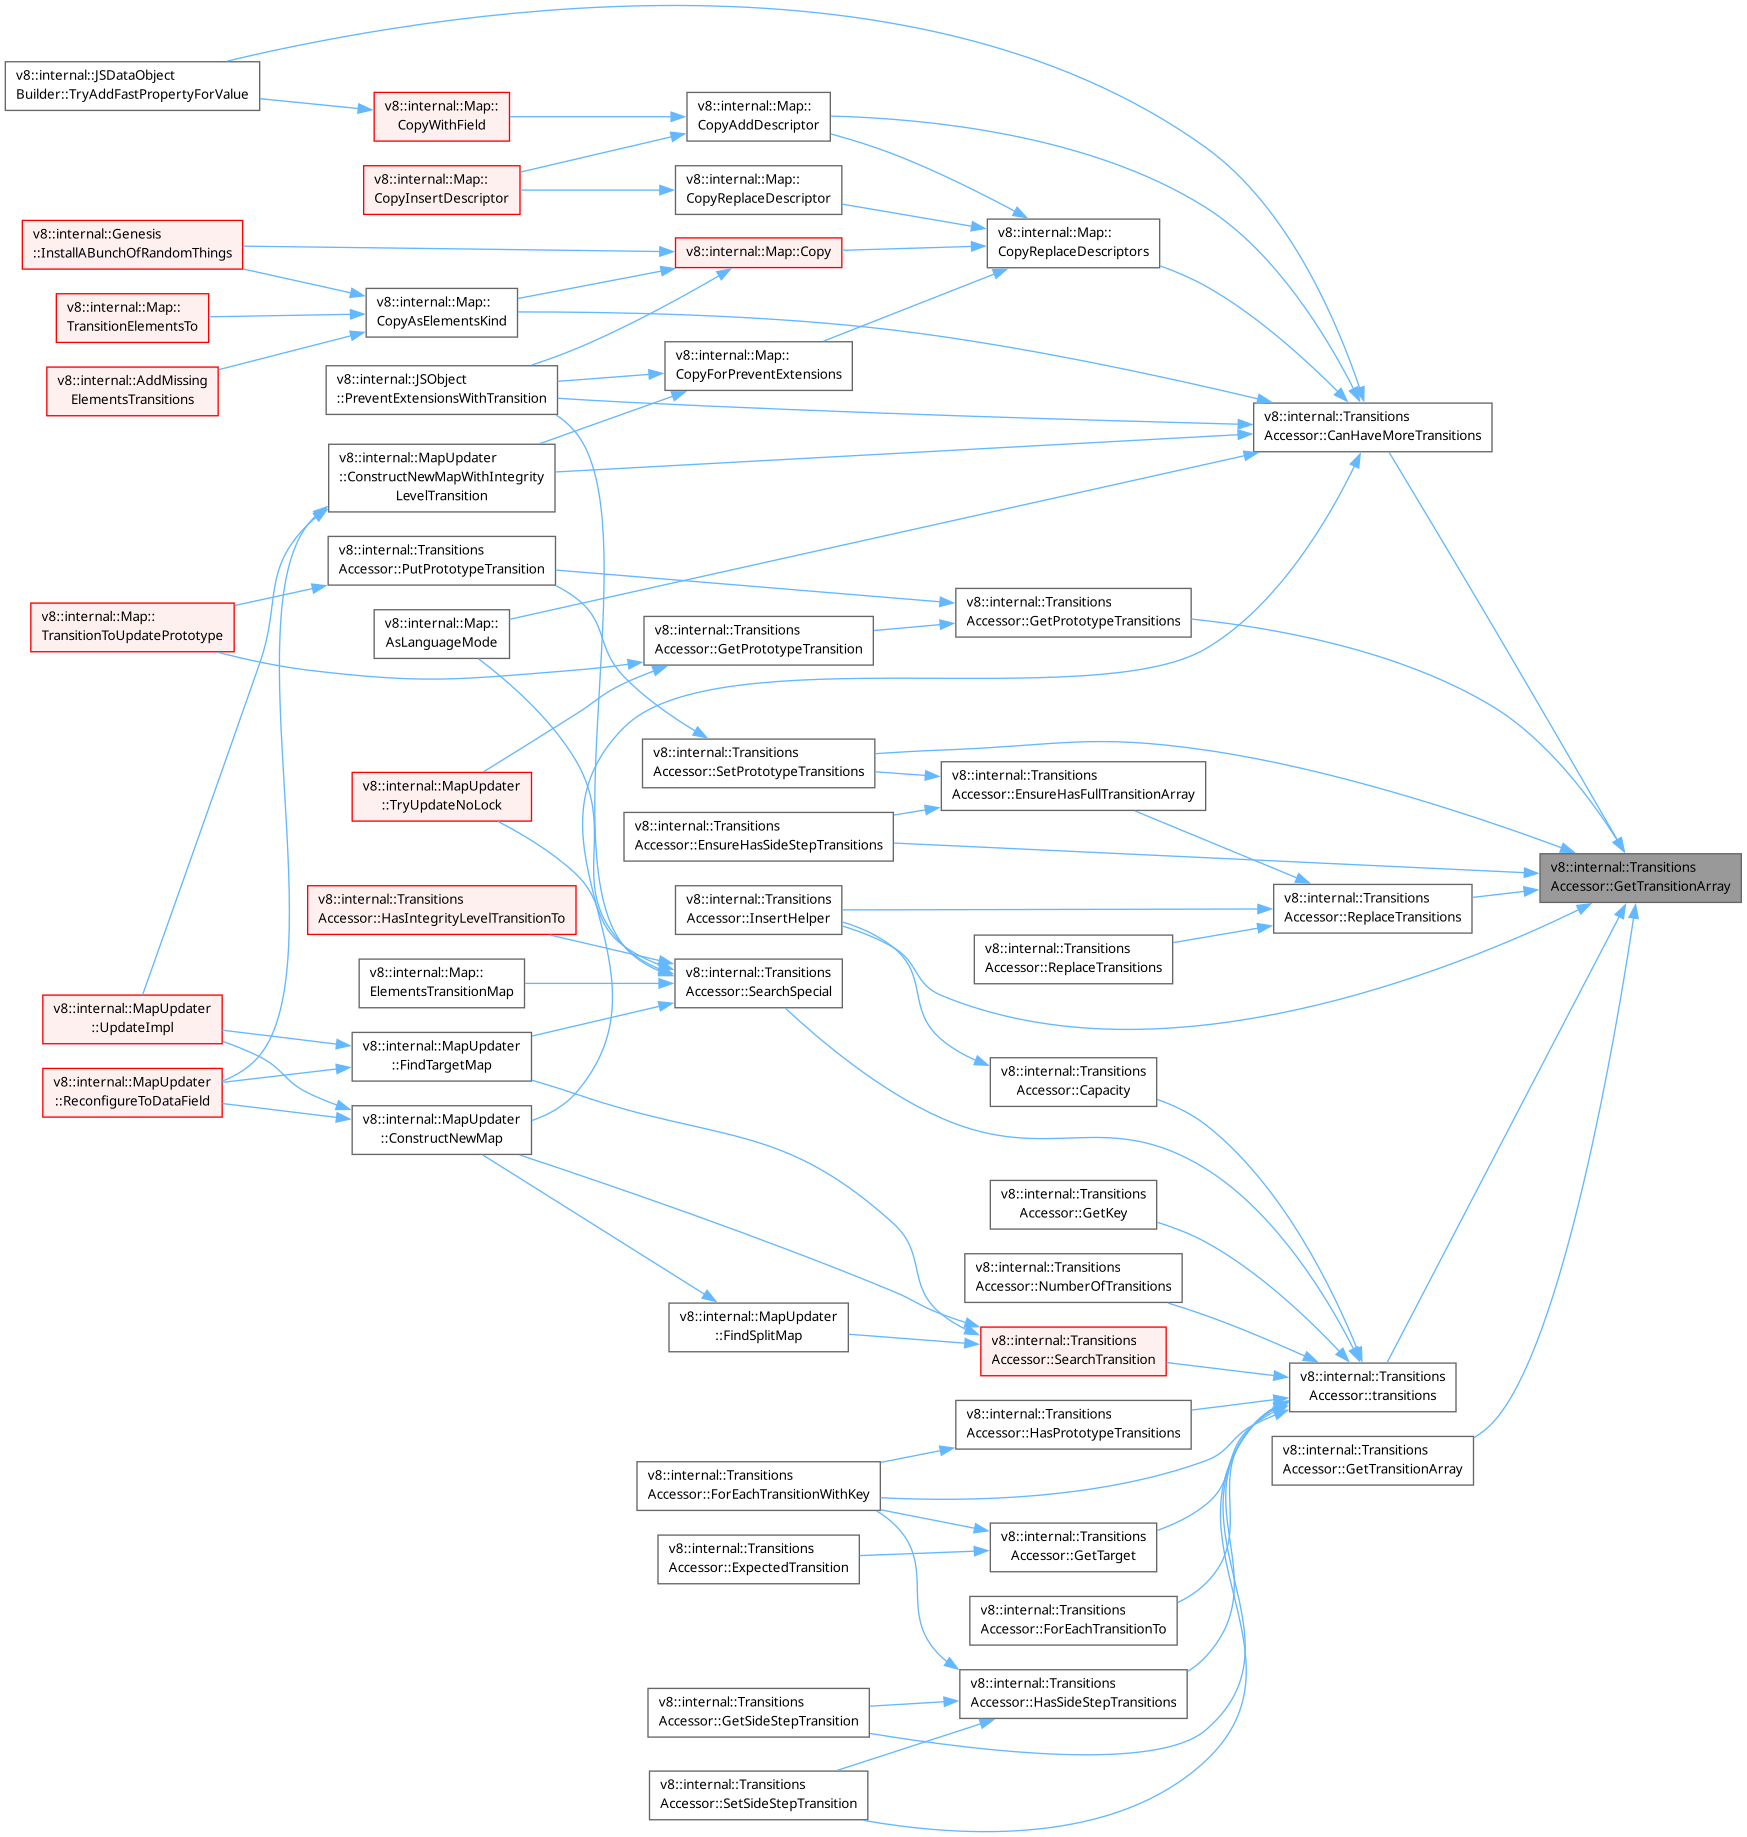 v8::internal::JSDataObject
Builder::TryAddFastPropertyForValue
v8::internal::Map::
CopyWithField
v8::internal::Map::
CopyAddDescriptor
v8::internal::Map::
CopyInsertDescriptor
v8::internal::Map::
CopyReplaceDescriptor
v8::internal::Genesis
::InstallABunchOfRandomThings
v8::internal::Map::Copy
v8::internal::Map::
CopyReplaceDescriptors
v8::internal::Map::
TransitionElementsTo
v8::internal::Map::
CopyAsElementsKind
v8::internal::AddMissing
ElementsTransitions
v8::internal::JSObject
::PreventExtensionsWithTransition
v8::internal::Map::
CopyForPreventExtensions
v8::internal::Transitions
Accessor::CanHaveMoreTransitions
v8::internal::MapUpdater
::ConstructNewMapWithIntegrity
LevelTransition
v8::internal::Transitions
Accessor::PutPrototypeTransition
v8::internal::Map::
TransitionToUpdatePrototype
v8::internal::Map::
AsLanguageMode
v8::internal::Transitions
Accessor::GetPrototypeTransition
v8::internal::Transitions
Accessor::GetPrototypeTransitions
v8::internal::Transitions
Accessor::SetPrototypeTransitions
v8::internal::MapUpdater
::TryUpdateNoLock
v8::internal::Transitions
Accessor::EnsureHasFullTransitionArray
v8::internal::Transitions
Accessor::EnsureHasSideStepTransitions
v8::internal::Transitions
Accessor::GetTransitionArray
v8::internal::Transitions
Accessor::HasIntegrityLevelTransitionTo
v8::internal::Transitions
Accessor::InsertHelper
v8::internal::Transitions
Accessor::ReplaceTransitions
v8::internal::Transitions
Accessor::ReplaceTransitions
v8::internal::Map::
ElementsTransitionMap
v8::internal::Transitions
Accessor::SearchSpecial
v8::internal::MapUpdater
::UpdateImpl
v8::internal::MapUpdater
::FindTargetMap
v8::internal::Transitions
Accessor::Capacity
v8::internal::MapUpdater
::ReconfigureToDataField
v8::internal::MapUpdater
::ConstructNewMap
v8::internal::Transitions
Accessor::GetKey
v8::internal::Transitions
Accessor::NumberOfTransitions
v8::internal::MapUpdater
::FindSplitMap
v8::internal::Transitions
Accessor::SearchTransition
v8::internal::Transitions
Accessor::transitions
v8::internal::Transitions
Accessor::HasPrototypeTransitions
v8::internal::Transitions
Accessor::GetTransitionArray
v8::internal::Transitions
Accessor::ForEachTransitionWithKey
v8::internal::Transitions
Accessor::GetTarget
v8::internal::Transitions
Accessor::ExpectedTransition
v8::internal::Transitions
Accessor::ForEachTransitionTo
v8::internal::Transitions
Accessor::HasSideStepTransitions
v8::internal::Transitions
Accessor::GetSideStepTransition
v8::internal::Transitions
Accessor::SetSideStepTransition